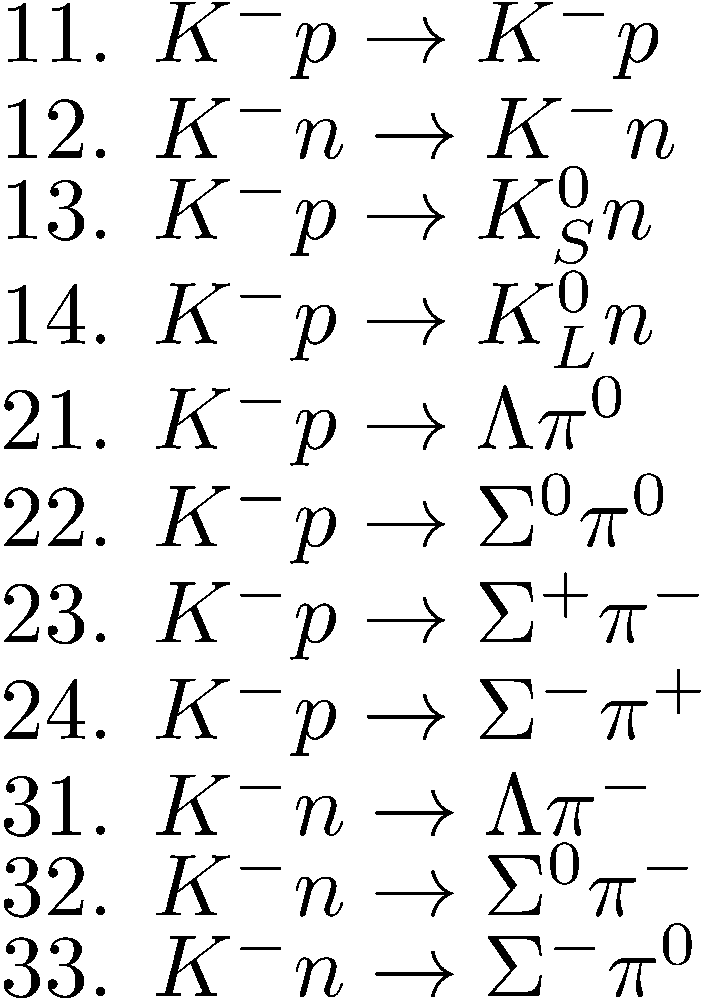 11. K⁻p → K⁻p
12. K⁻n → K⁻n
13. K⁻p → K⁰_S n
14. K⁻p → K⁰_L n
21. K⁻p → Λπ⁰
22. K⁻p → Σ⁰π⁰
23. K⁻p → Σ⁺π⁻
24. K⁻p → Σ⁻π⁺
31. K⁻n → Λπ⁻
32. K⁻n → Σ⁰π⁻
33. K⁻n → Σ⁻π⁰